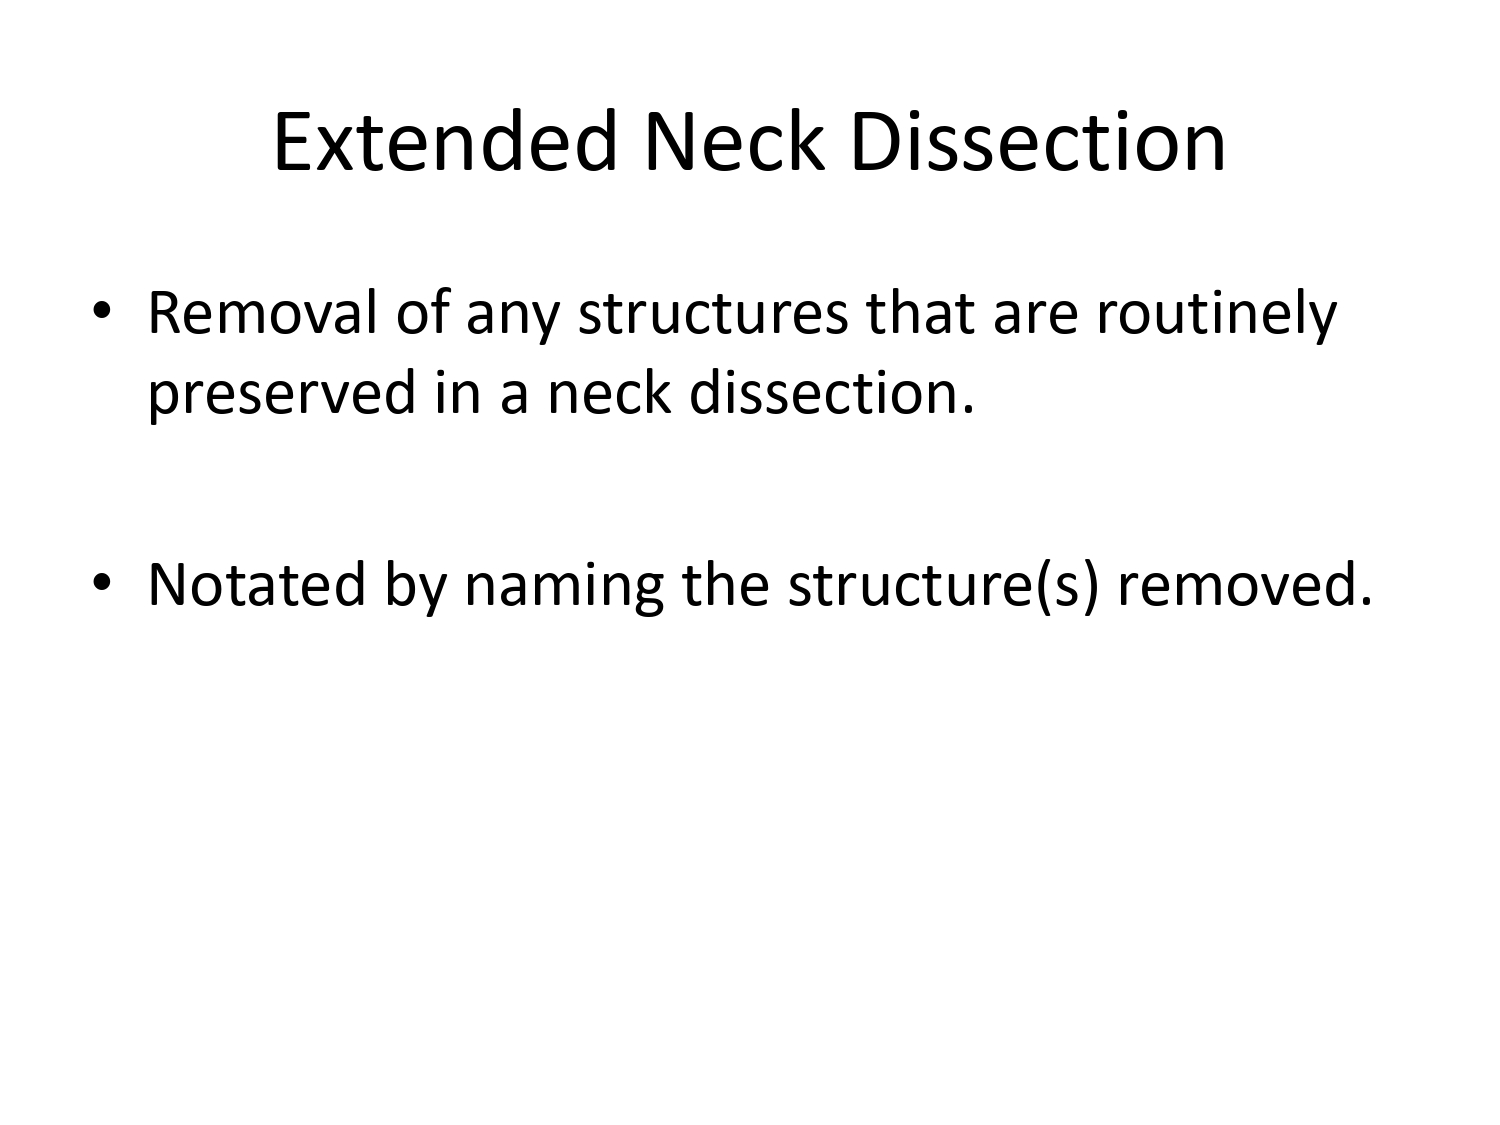 Extended Neck Dissection
• Removal of any structures that are routinely
preserved in a neck dissection.
• Notated by naming the structure(s) removed.